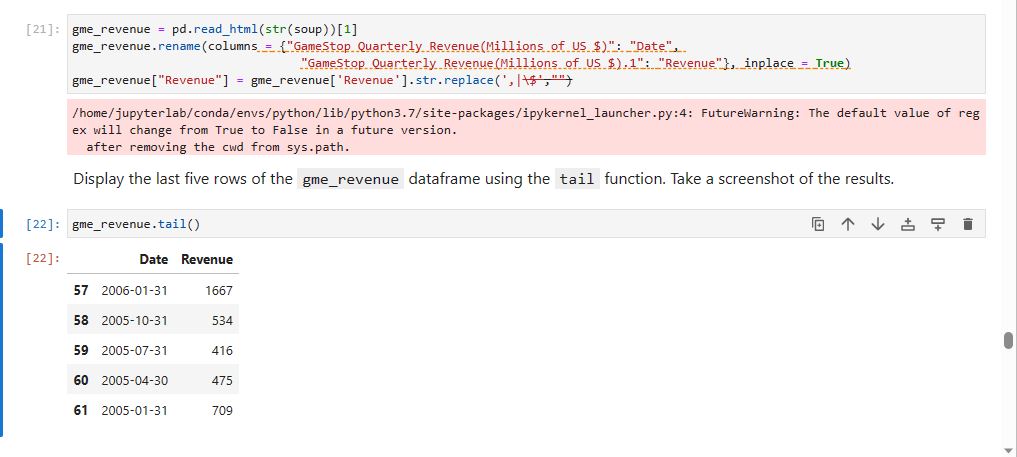 [21]: gme_revenue = pd.read_html(str(soup))[1]
gme_revenue.rename(columns = {"GameStop Quarterly Revenue(Millions of US $)": "Date",
"GameStop Quarterly Revenue(Millions of US $).1": "Revenue"}, inplace = True)
gme_revenue["Revenue"] = gme_revenue['Revenue'].str.replace(',|\$',"")
/home/jupyterlab/conda/envs/python/lib/python3.7/site-packages/ipykernel_launcher.py:4: FutureWarning: The default value of reg
ex will change from True to False in a future version.
after removing the cwd from sys.path.
Display the last five rows of the gme_revenue dataframe using the tail function. Take a screenshot of the results.
[22]: gme_revenue.tail()
[22]: Date Revenue
57 2006-01-31 1667
58 2005-10-31 534
59 2005-07-31 416
60 2005-04-30 475
61 2005-01-31 709